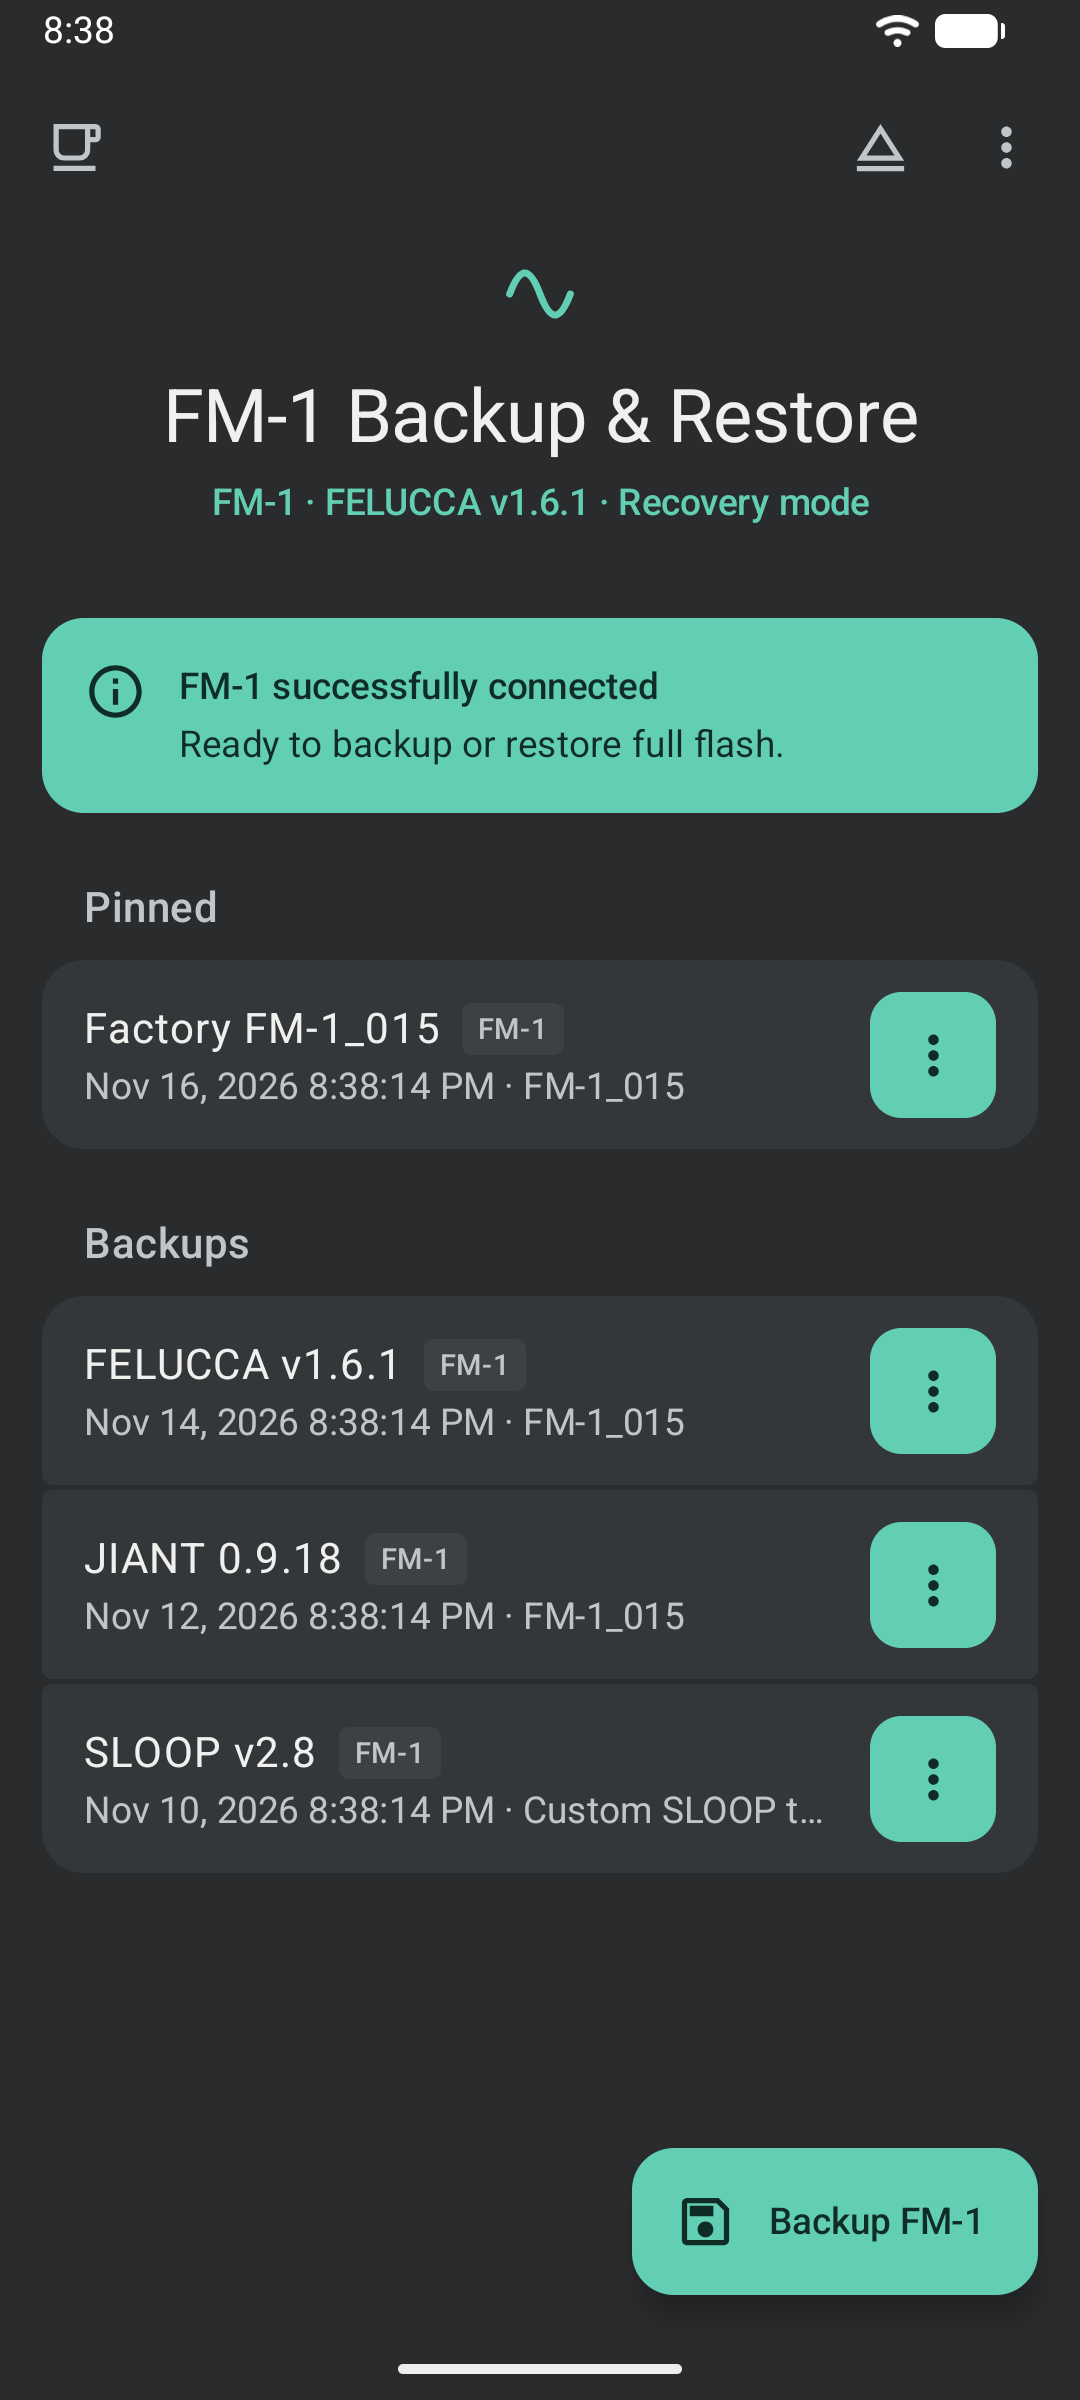 8:38
FM-1 Backup & Restore
FM-1 · FELUCCA v1.6.1 · Recovery mode
FM-1 successfully connected
Ready to backup or restore full flash.
Pinned
Factory FM-1_015 FM-1
Nov 16, 2026 8:38:14 PM · FM-1_015
Backups
FELUCCA v1.6.1 FM-1
Nov 14, 2026 8:38:14 PM · FM-1_015
JIANT 0.9.18 FM-1
Nov 12, 2026 8:38:14 PM · FM-1_015
SLOOP v2.8 FM-1
Nov 10, 2026 8:38:14 PM · Custom SLOOP t...
Backup FM-1